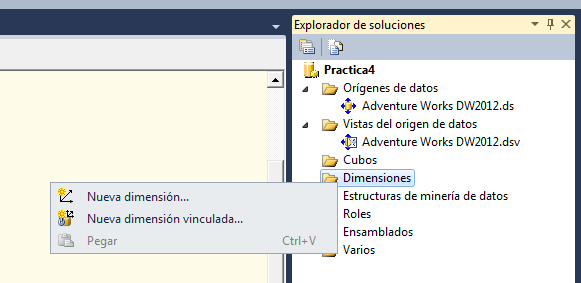 Explorador de soluciones
Practica4
Orígenes de datos
Adventure Works DW2012.ds
Vistas del origen de datos
Adventure Works DW2012.dsv
Cubos
Dimensiones
Estructuras de minería de datos
Roles
Ensamblados
Varios
Nueva dimensión...
Nueva dimensión vinculada...
Pegar Ctrl+V